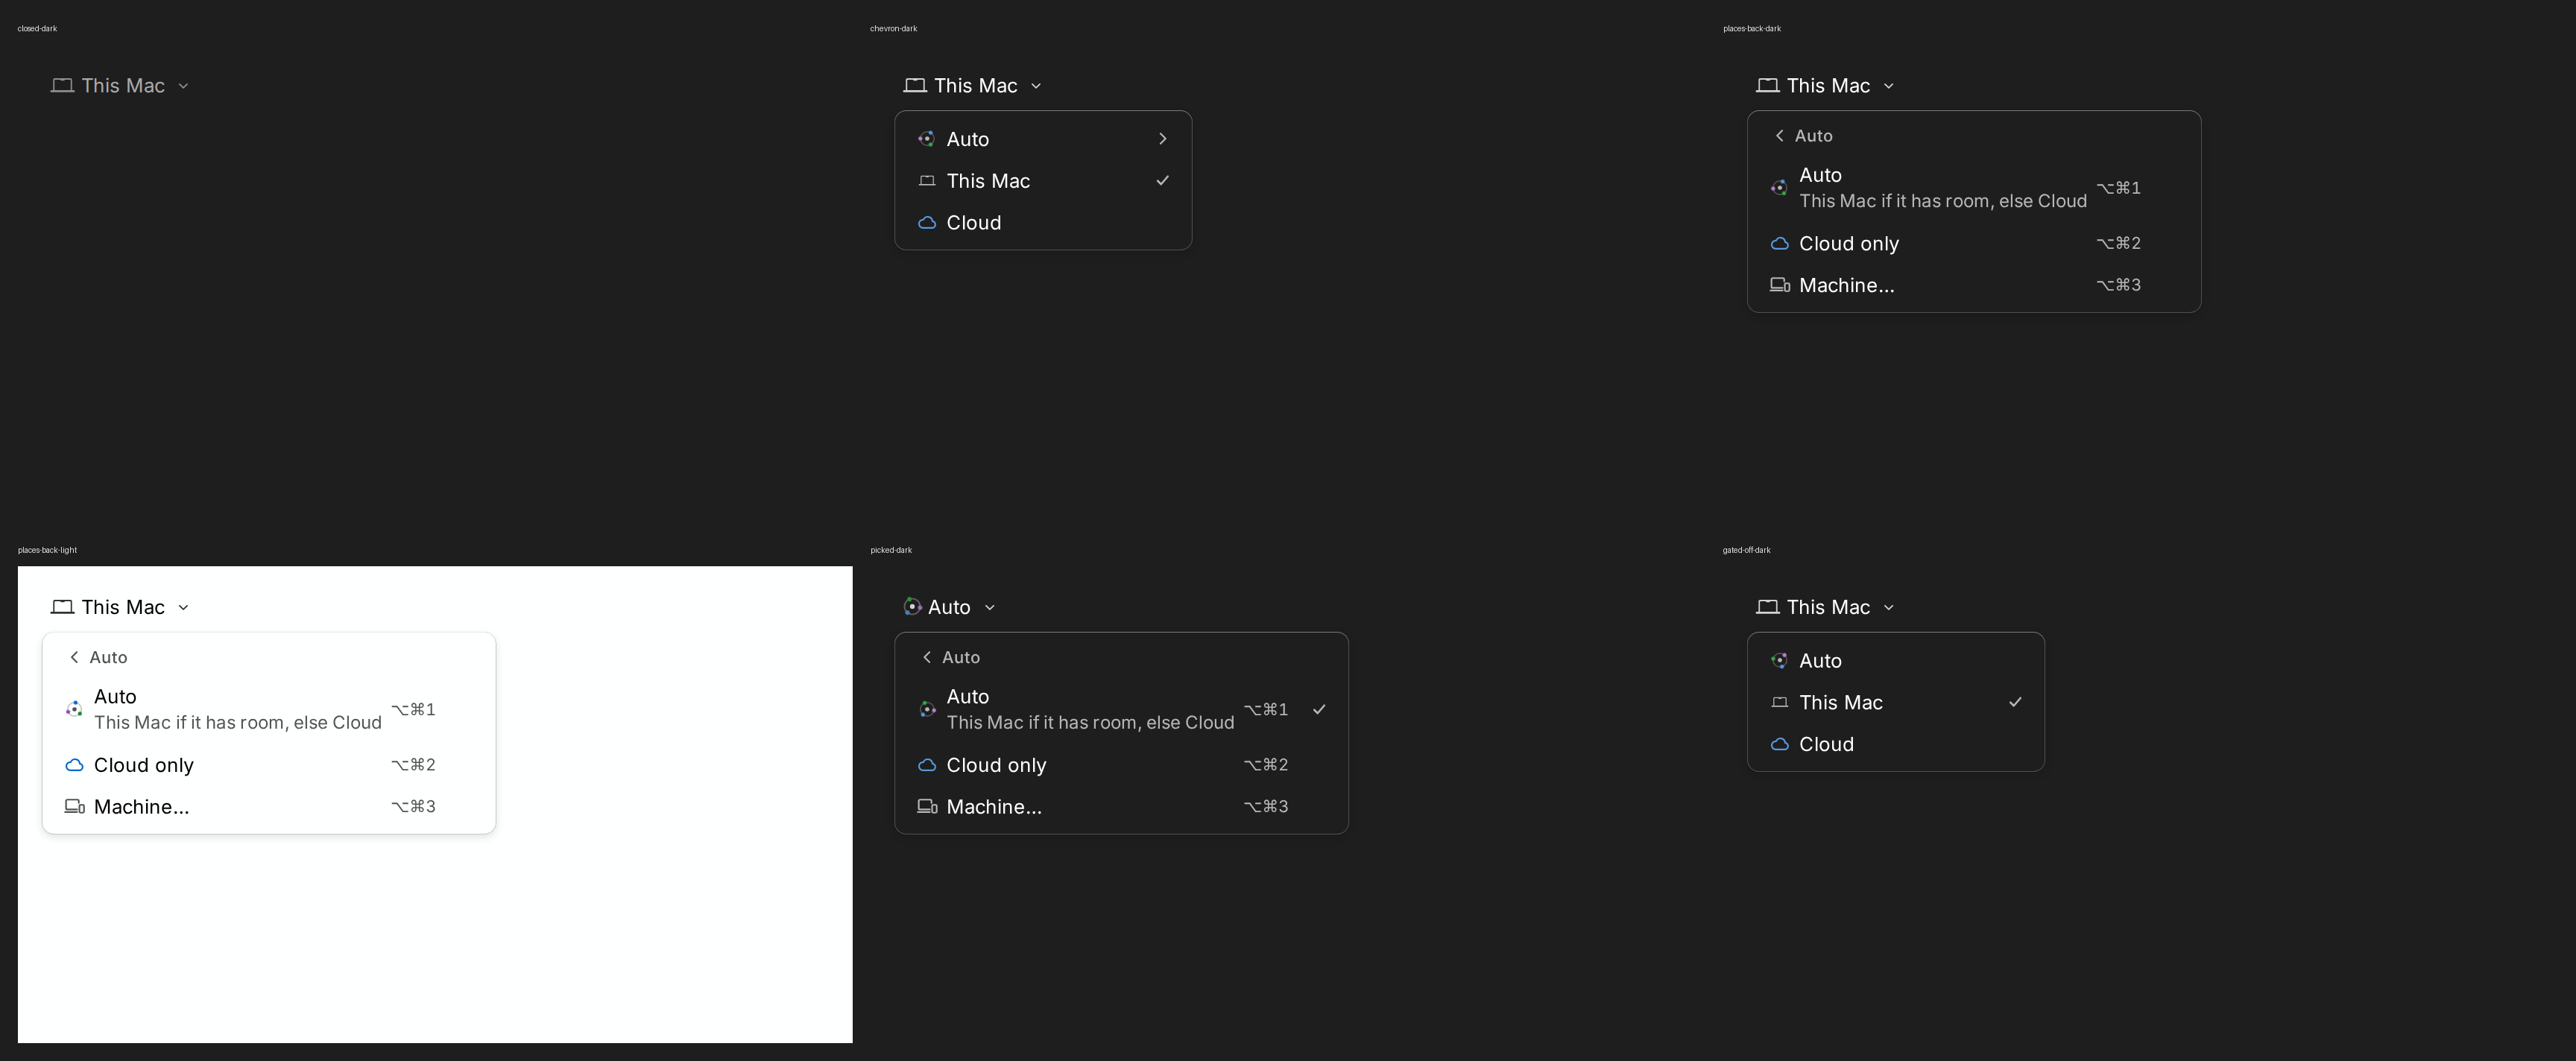 closed-dark
This Mac
chevron-dark
This Mac
Auto
This Mac
Cloud
places-back-dark
This Mac
Auto
Auto
This Mac if it has room, else Cloud ⌥⌘1
Cloud only ⌥⌘2
Machine... ⌥⌘3
places-back-light
This Mac
Auto
Auto
This Mac if it has room, else Cloud ⌥⌘1
Cloud only ⌥⌘2
Machine... ⌥⌘3
picked-dark
Auto
Auto
Auto
This Mac if it has room, else Cloud ⌥⌘1
Cloud only ⌥⌘2
Machine... ⌥⌘3
gated-off-dark
This Mac
Auto
This Mac
Cloud